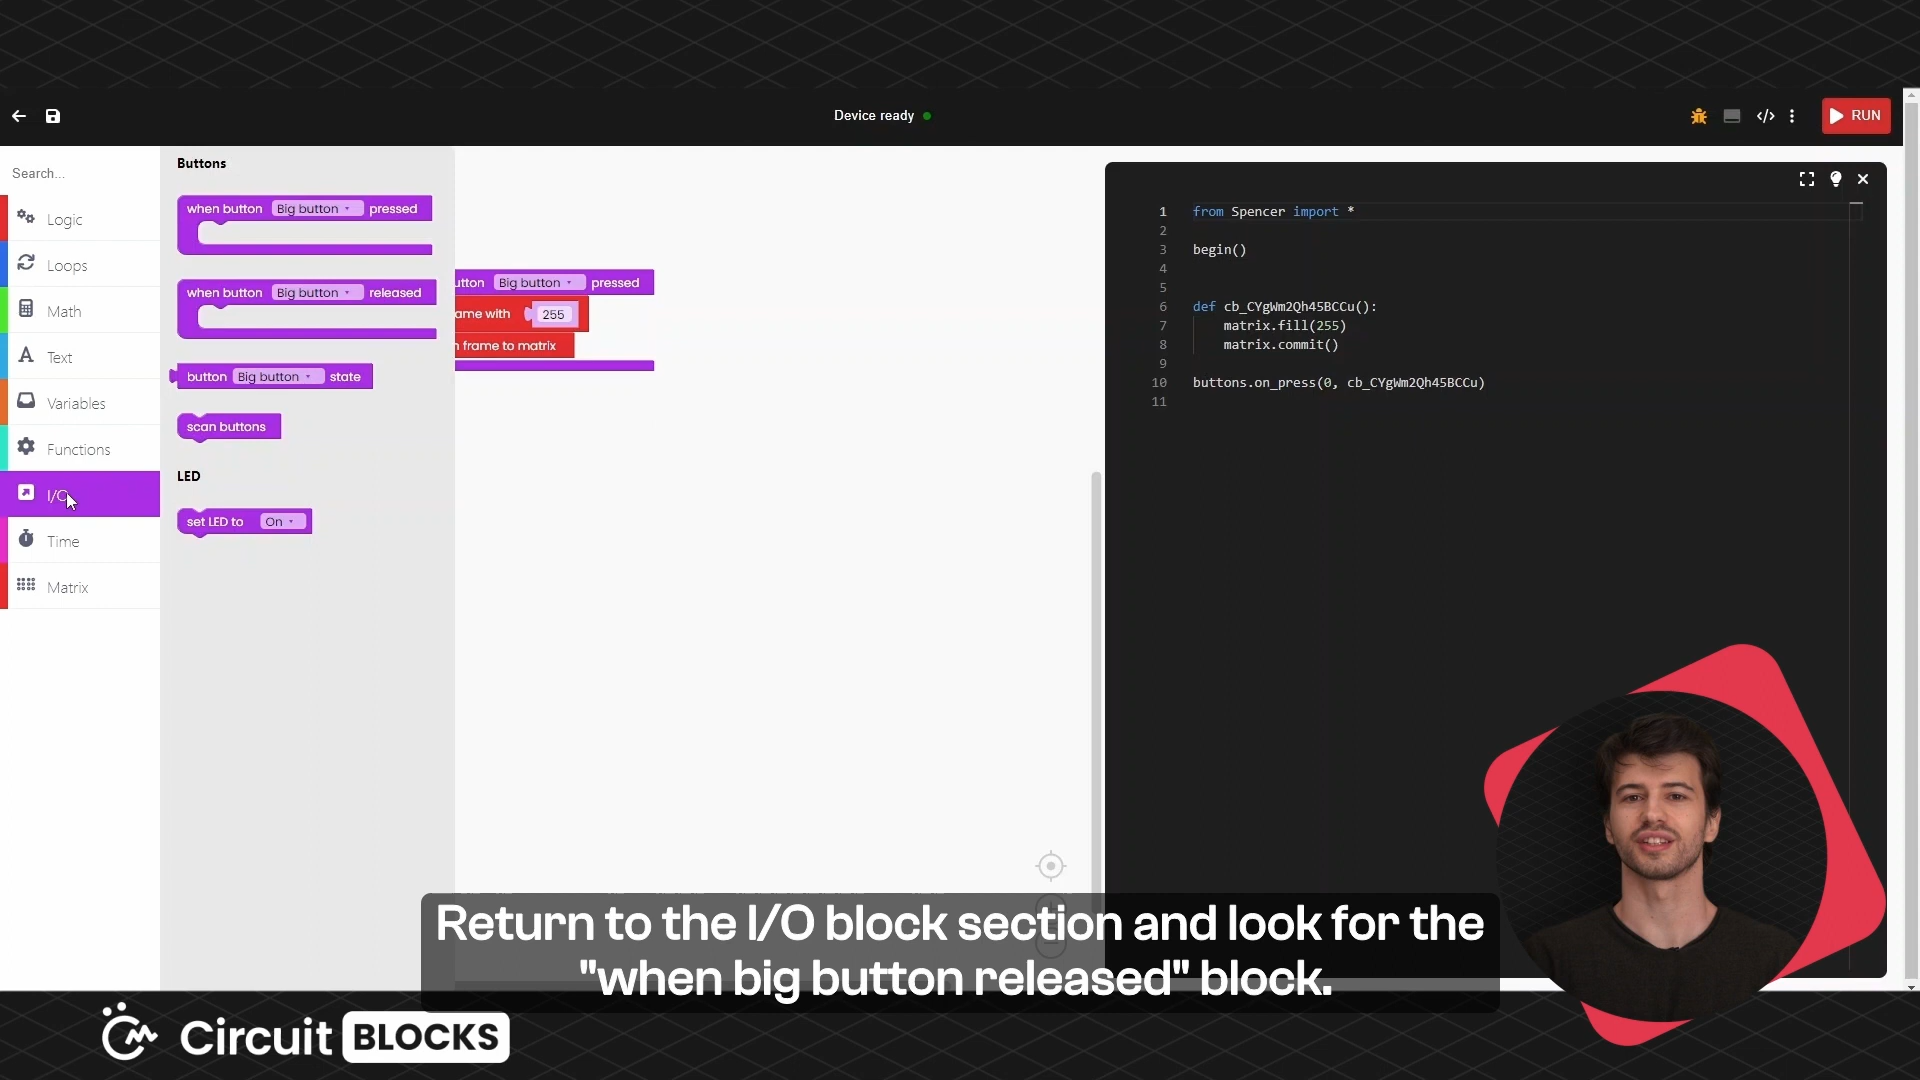 Device ready
RUN
Search...
Logic
Loops
Math
Text
Variables
Functions
I/O
Time
Matrix
Buttons
when button Big button pressed
when button Big button released
button Big button state
scan buttons
LED
set LED to On
utton Big button pressed
ame with 255
frame to matrix
1 from Spencer import *
2
3 begin()
4
5
6 def cb_CYgWm2Qh45BCCu():
7 matrix.fill(255)
8 matrix.commit()
9
10 buttons.on_press(0, cb_CYgWm2Qh45BCCu)
11
Return to the I/O block section and look for the
"when big button released" block.
Circuit BLOCKS